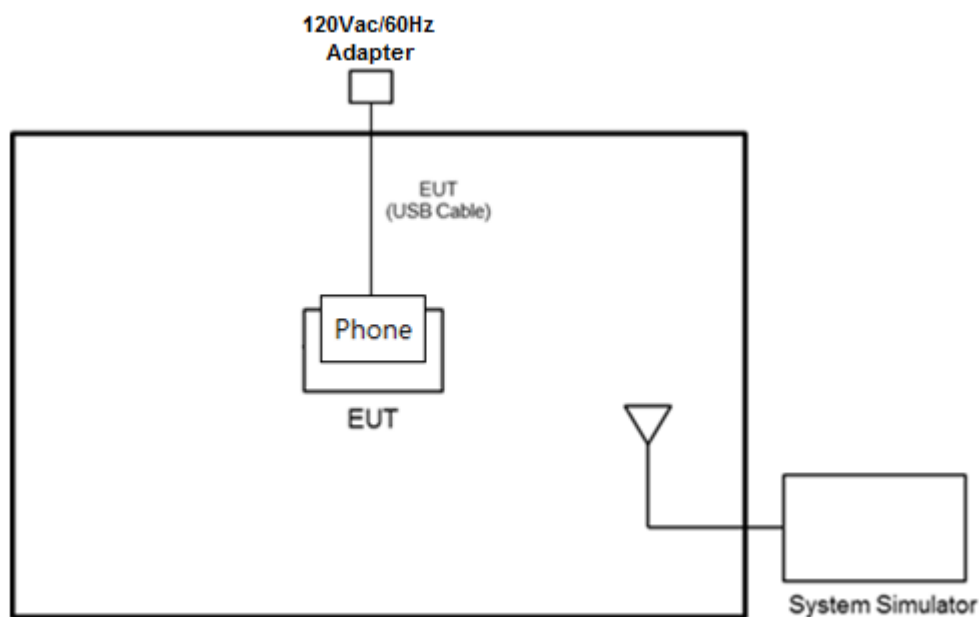 120Vac/60Hz
Adapter
EUT
(USB Cable)
Phone
EUT
System Simulator